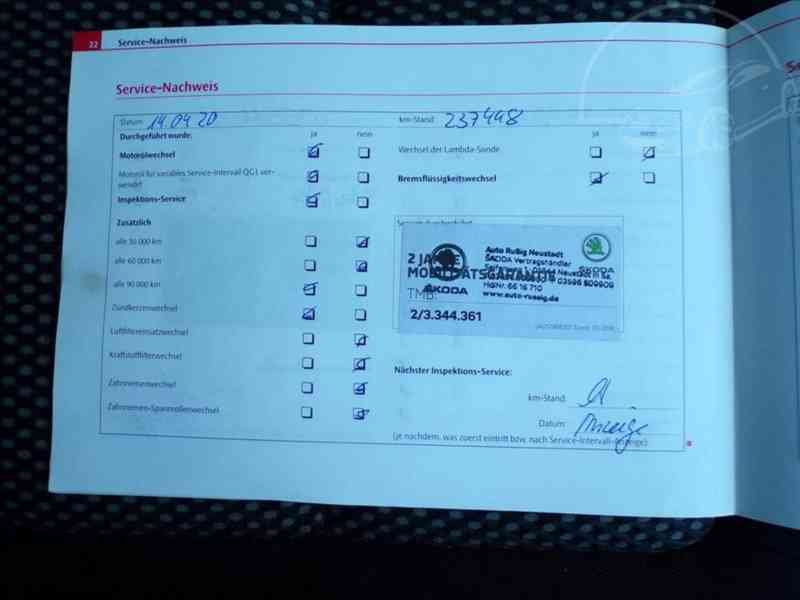 22 Service-Nachweis
Service-Nachweis
Datum: 14.04.20 km-Stand: 237448
Durchgeführt wurde: ja nein ja nein
Motorölwechsel Wechsel der Lambda-Sonde
Motoröl für variables Service-Intervall QG1 ver-
wendet Bremsflüssigkeitswechsel
Inspektions-Service
Zusätzlich
alle 30 000 km
alle 60 000 km
alle 90 000 km
Zündkerzenwechsel
Luftfiltereinsatzwechsel
Kraftstofffilterwechsel
Zahnriemenwechsel
Zahnriemen-Spannrollenwechsel
Auto Rußig Neustadt
ŠKODA Vertragshändler
2 JAHRE
MOBILITÄTSGARANTIE
ŠKODA
ŠKODA
HdlNr. 66 16 710
www.auto-russig.de
TMB:
2/3.344.361
Nächster Inspektions-Service:
km-Stand:
Datum: Anzeige
(je nachdem, was zuerst eintritt bzw. nach Service-Intervall-Anzeige)